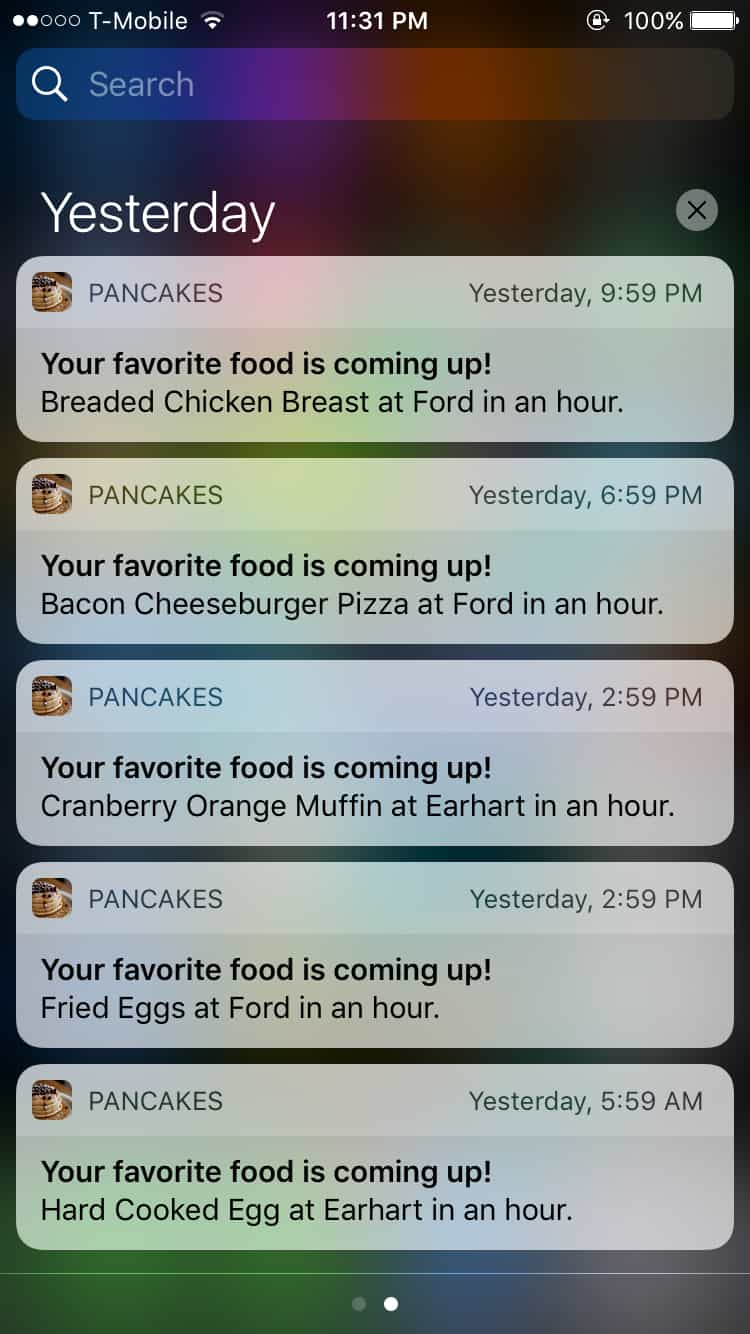 T-Mobile 11:31 PM 100%
Search
Yesterday
PANCAKES Yesterday, 9:59 PM
Your favorite food is coming up!
Breaded Chicken Breast at Ford in an hour.
PANCAKES Yesterday, 6:59 PM
Your favorite food is coming up!
Bacon Cheeseburger Pizza at Ford in an hour.
PANCAKES Yesterday, 2:59 PM
Your favorite food is coming up!
Cranberry Orange Muffin at Earhart in an hour.
PANCAKES Yesterday, 2:59 PM
Your favorite food is coming up!
Fried Eggs at Ford in an hour.
PANCAKES Yesterday, 5:59 AM
Your favorite food is coming up!
Hard Cooked Egg at Earhart in an hour.